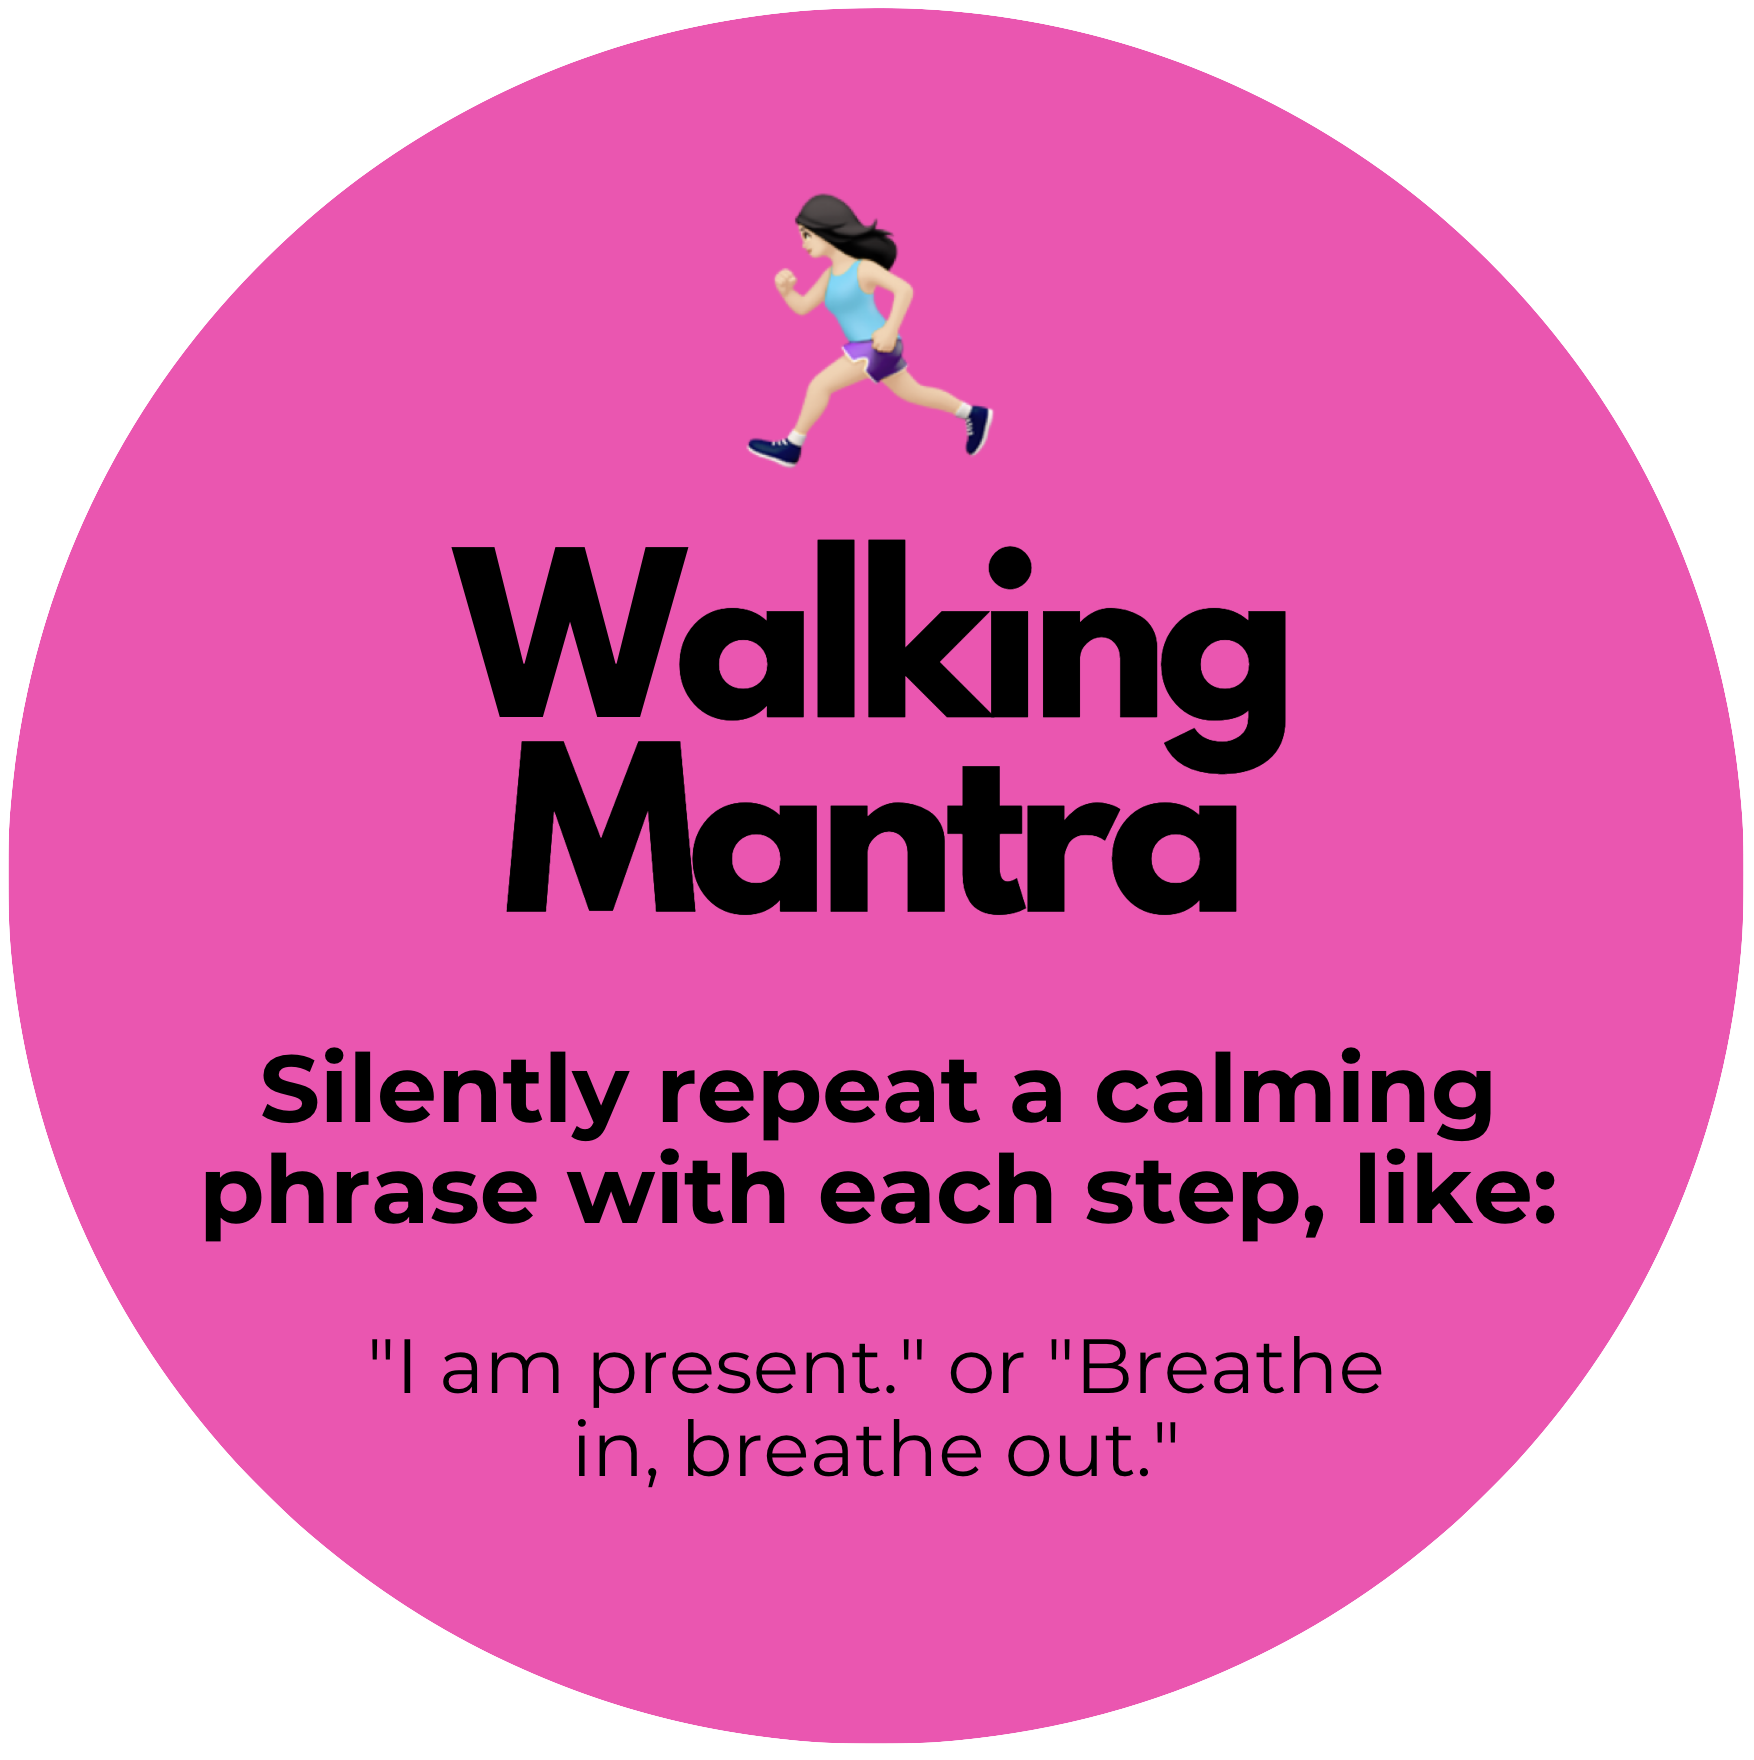 Walking
Mantra
Silently repeat a calming
phrase with each step, like:
"I am present." or "Breathe
in, breathe out."